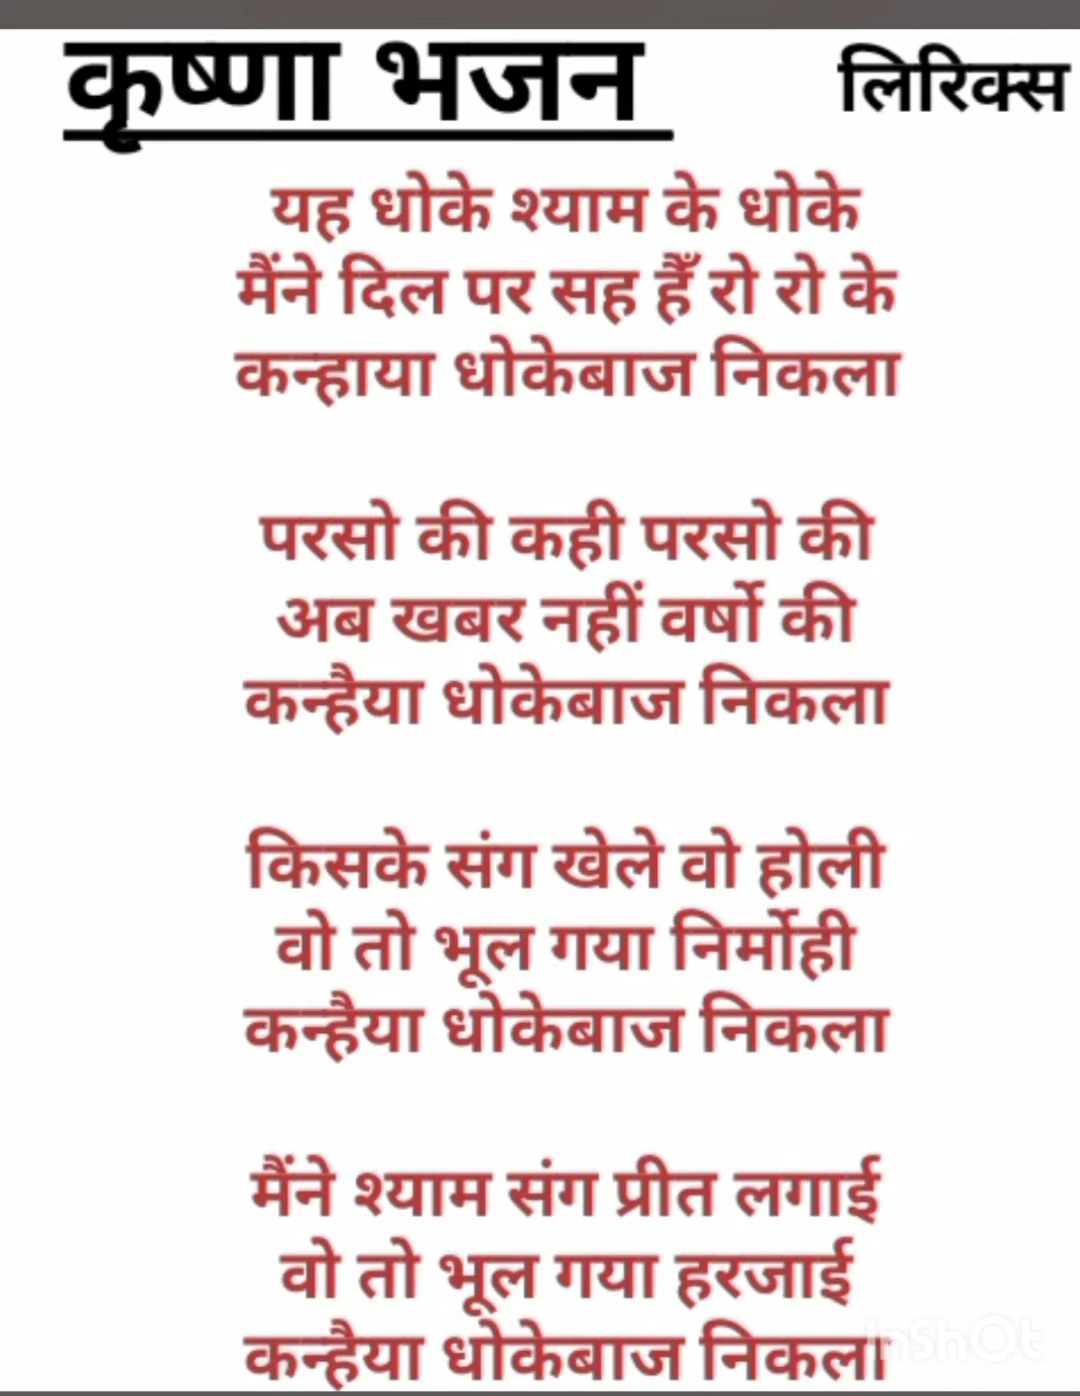 कृष्णा भजन लिरिक्स
यह धोके श्याम के धोके
मैंने दिल पर सह हैँ रो रो के
कन्हाया धोकेबाज निकला
परसो की कही परसो की
अब खबर नहीं वर्षो की
कन्हैया धोकेबाज निकला
किसके संग खेले वो होली
वो तो भूल गया निर्मोही
कन्हैया धोकेबाज निकला
मैंने श्याम संग प्रीत लगाई
वो तो भूल गया हरजाई
कन्हैया धोकेबाज निकला
InShOt